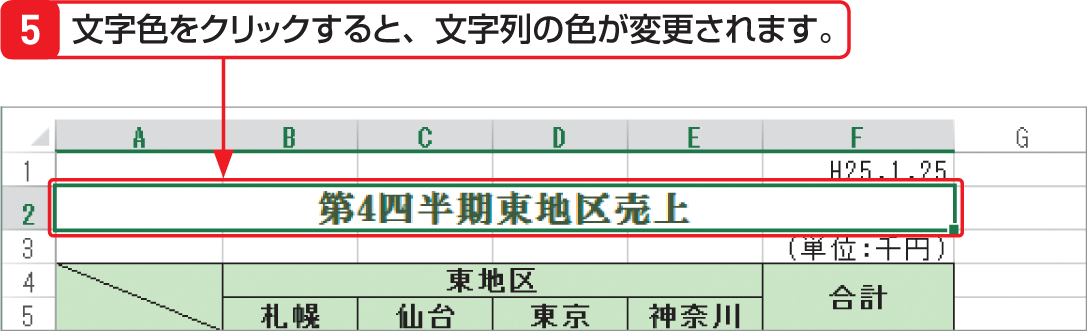 5 文字色をクリックすると、文字列の色が変更されます。
A B C D E F G
1 H25.1.25
2 第4四半期東地区売上
3 (単位:千円)
4 東地区 合計
5 札幌 仙台 東京 神奈川